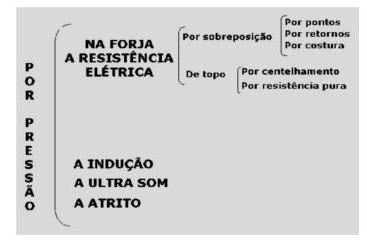 POR PRESSÃO
NA FORJA
A RESISTÊNCIA
ELÉTRICA
Por sobreposição
Por pontos
Por retornos
Por costura
De topo
Por centelhamento
Por resistência pura
A INDUÇÃO
A ULTRA SOM
A ATRITO